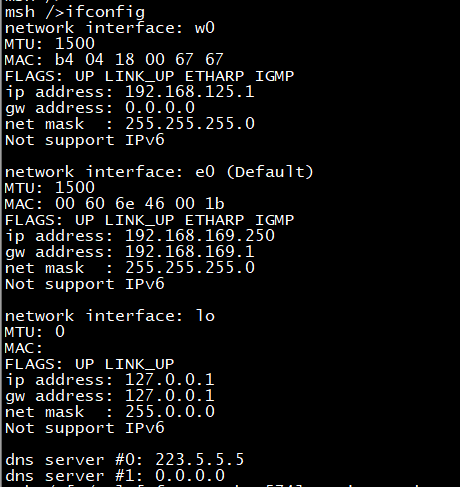 msh />ifconfig
network interface: w0
MTU: 1500
MAC: b4 04 18 00 67 67
FLAGS: UP LINK_UP ETHARP IGMP
ip address: 192.168.125.1
gw address: 0.0.0.0
net mask  : 255.255.255.0
Not support IPv6

network interface: e0 (Default)
MTU: 1500
MAC: 00 60 6e 46 00 1b
FLAGS: UP LINK_UP ETHARP IGMP
ip address: 192.168.169.250
gw address: 192.168.169.1
net mask  : 255.255.255.0
Not support IPv6

network interface: lo
MTU: 0
MAC:
FLAGS: UP LINK_UP
ip address: 127.0.0.1
gw address: 127.0.0.1
net mask  : 255.0.0.0
Not support IPv6

dns server #0: 223.5.5.5
dns server #1: 0.0.0.0